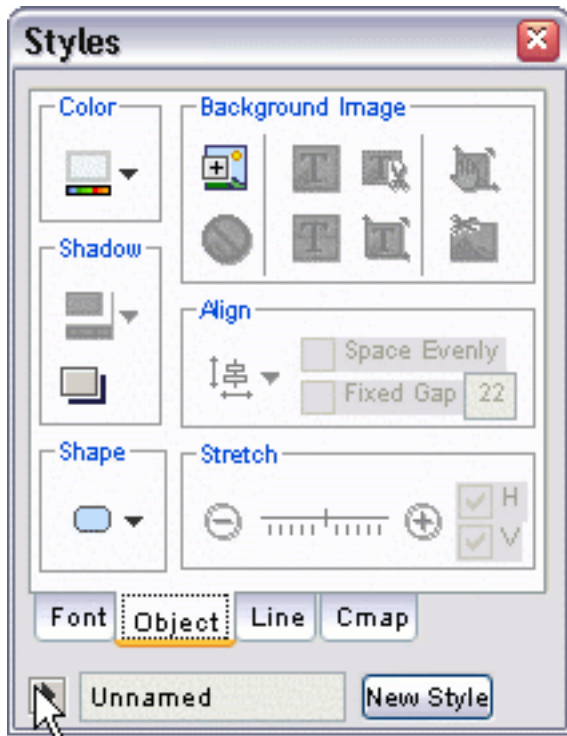 Styles
Color
Background Image
Shadow
Align
Space Evenly
Fixed Gap 22
Shape
Stretch
H
V
Font Object Line Cmap
Unnamed New Style